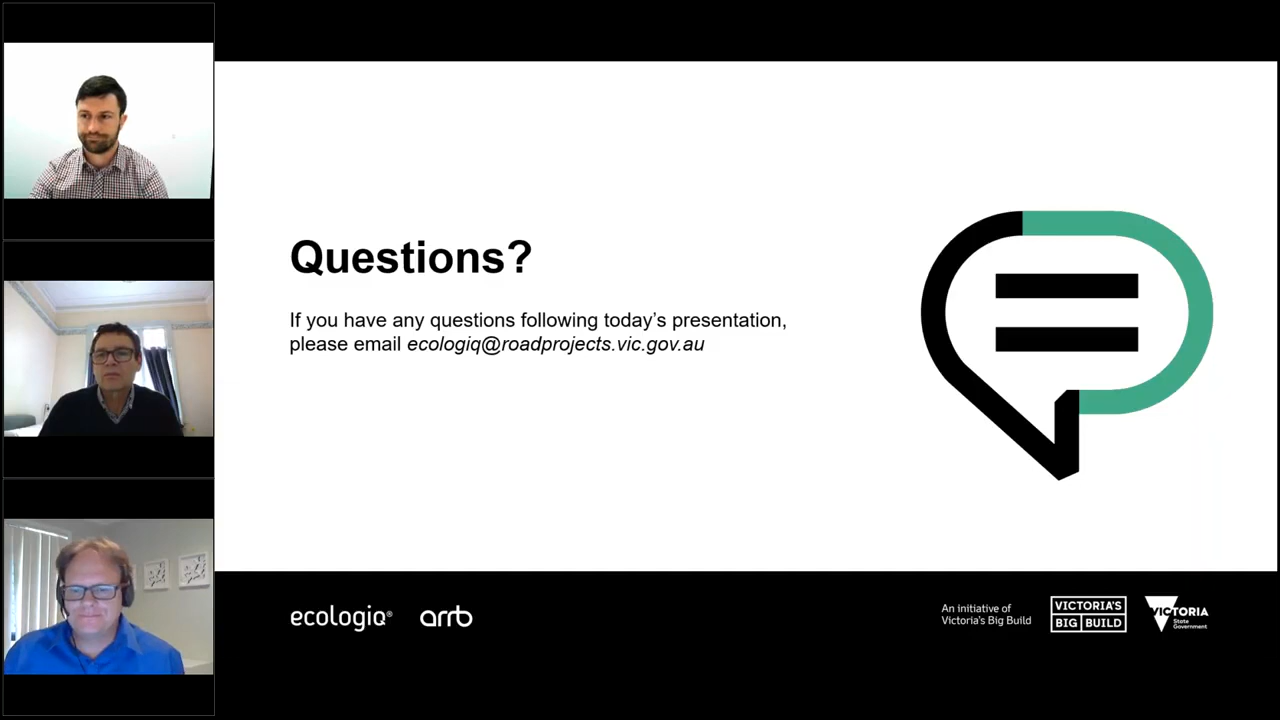 Questions?
If you have any questions following today’s presentation,
please email ecologiq@roadprojects.vic.gov.au
ecologiq®
arrb
An initiative of
Victoria's Big Build
VICTORIA'S
BIG BUILD
VICTORIA
State
Government